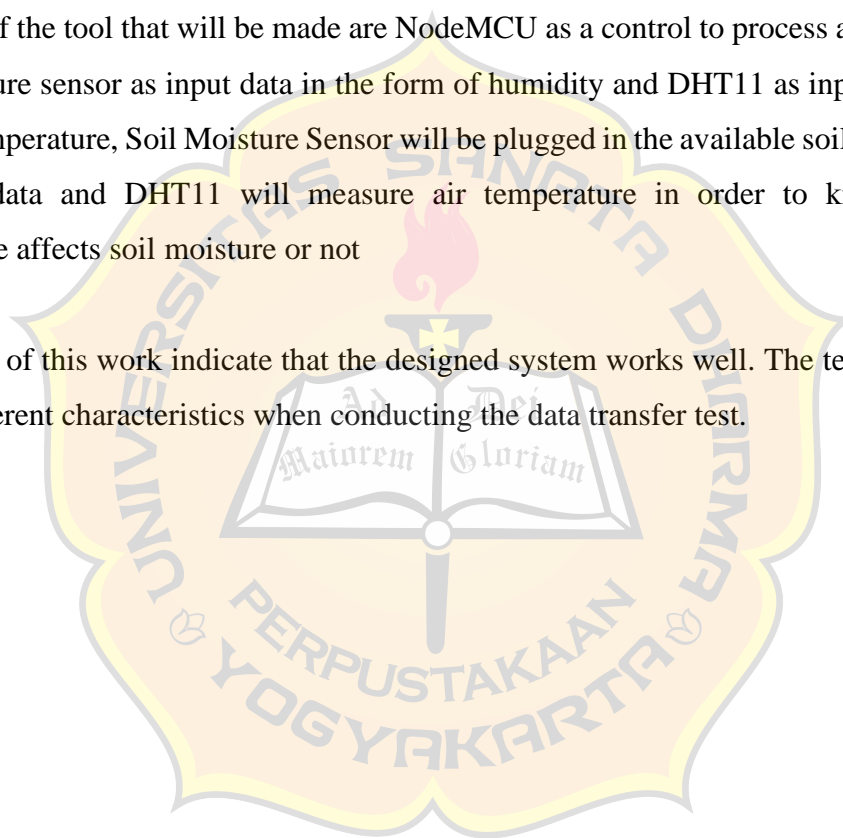 f the tool that will be made are NodeMCU as a control to process a
ure sensor as input data in the form of humidity and DHT11 as inp
nperature, Soil Moisture Sensor will be plugged in the available soil
data and DHT11 will measure air temperature in order to k
e affects soil moisture or not
of this work indicate that the designed system works well. The te
erent characteristics when conducting the data transfer test.
UNIVERSITAS SANATA DHARMA
Ad Dei
Maiorem Gloriam
PERPUSTAKAAN
YOGYAKARTA